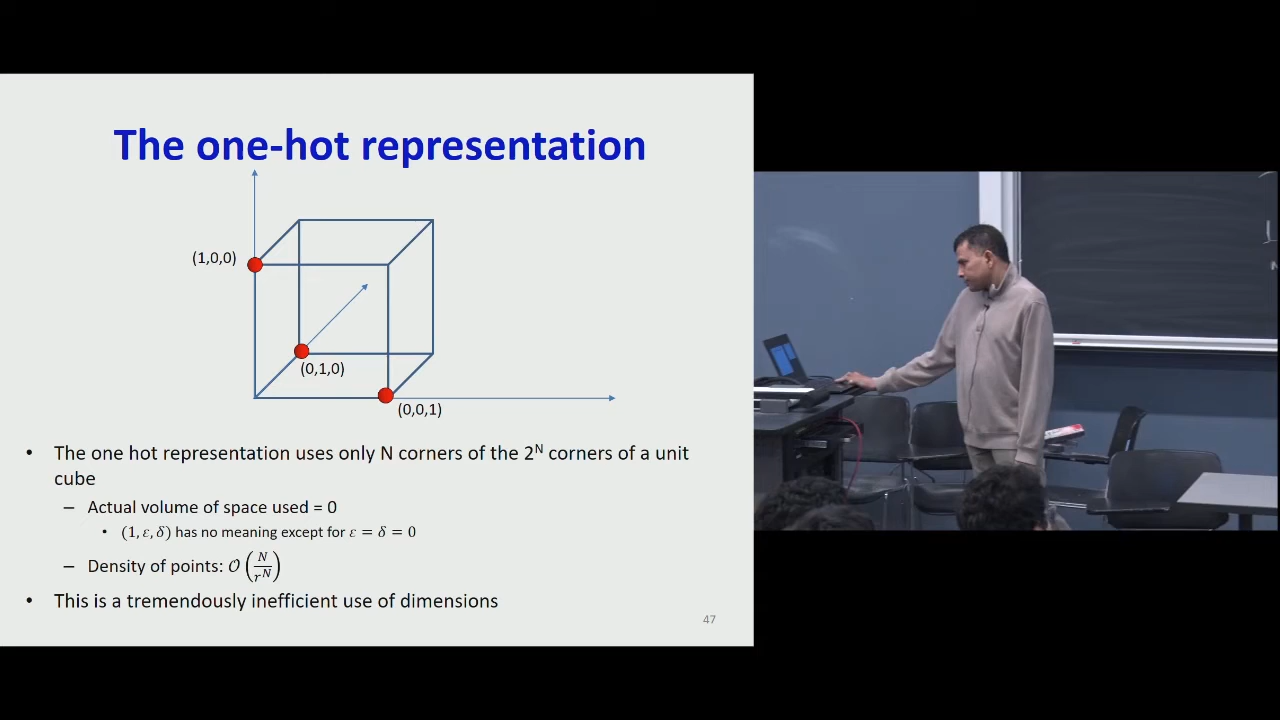 The one-hot representation
(1,0,0)
(0,1,0)
(0,0,1)
• The one hot representation uses only N corners of the 2ᴺ corners of a unit
cube
– Actual volume of space used = 0
• (1, ε, δ) has no meaning except for ε = δ = 0
– Density of points: 𝒪(N/rᴺ)
• This is a tremendously inefficient use of dimensions
47